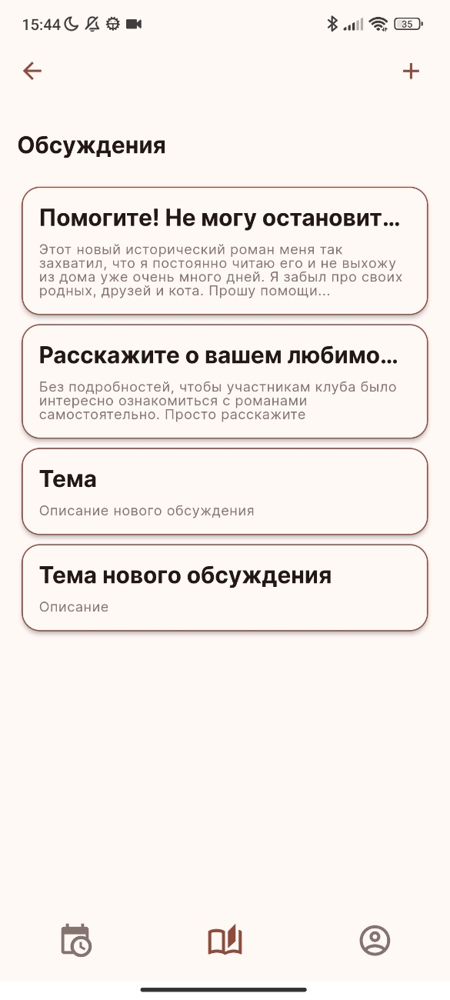 15:44
35
Обсуждения
Помогите! Не могу остановит...
Этот новый исторический роман меня так
захватил, что я постоянно читаю его и не выхожу
из дома уже очень много дней. Я забыл про своих
родных, друзей и кота. Прошу помощи...
Расскажите о вашем любимо...
Без подробностей, чтобы участникам клуба было
интересно ознакомиться с романами
самостоятельно. Просто расскажите
Тема
Описание нового обсуждения
Тема нового обсуждения
Описание